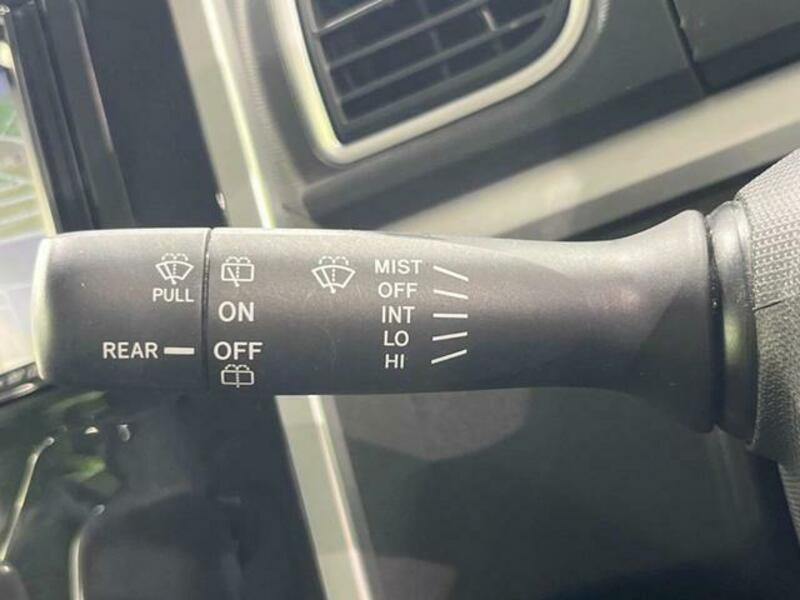 PULL
REAR
ON
OFF
MIST
OFF
INT
LO
HI